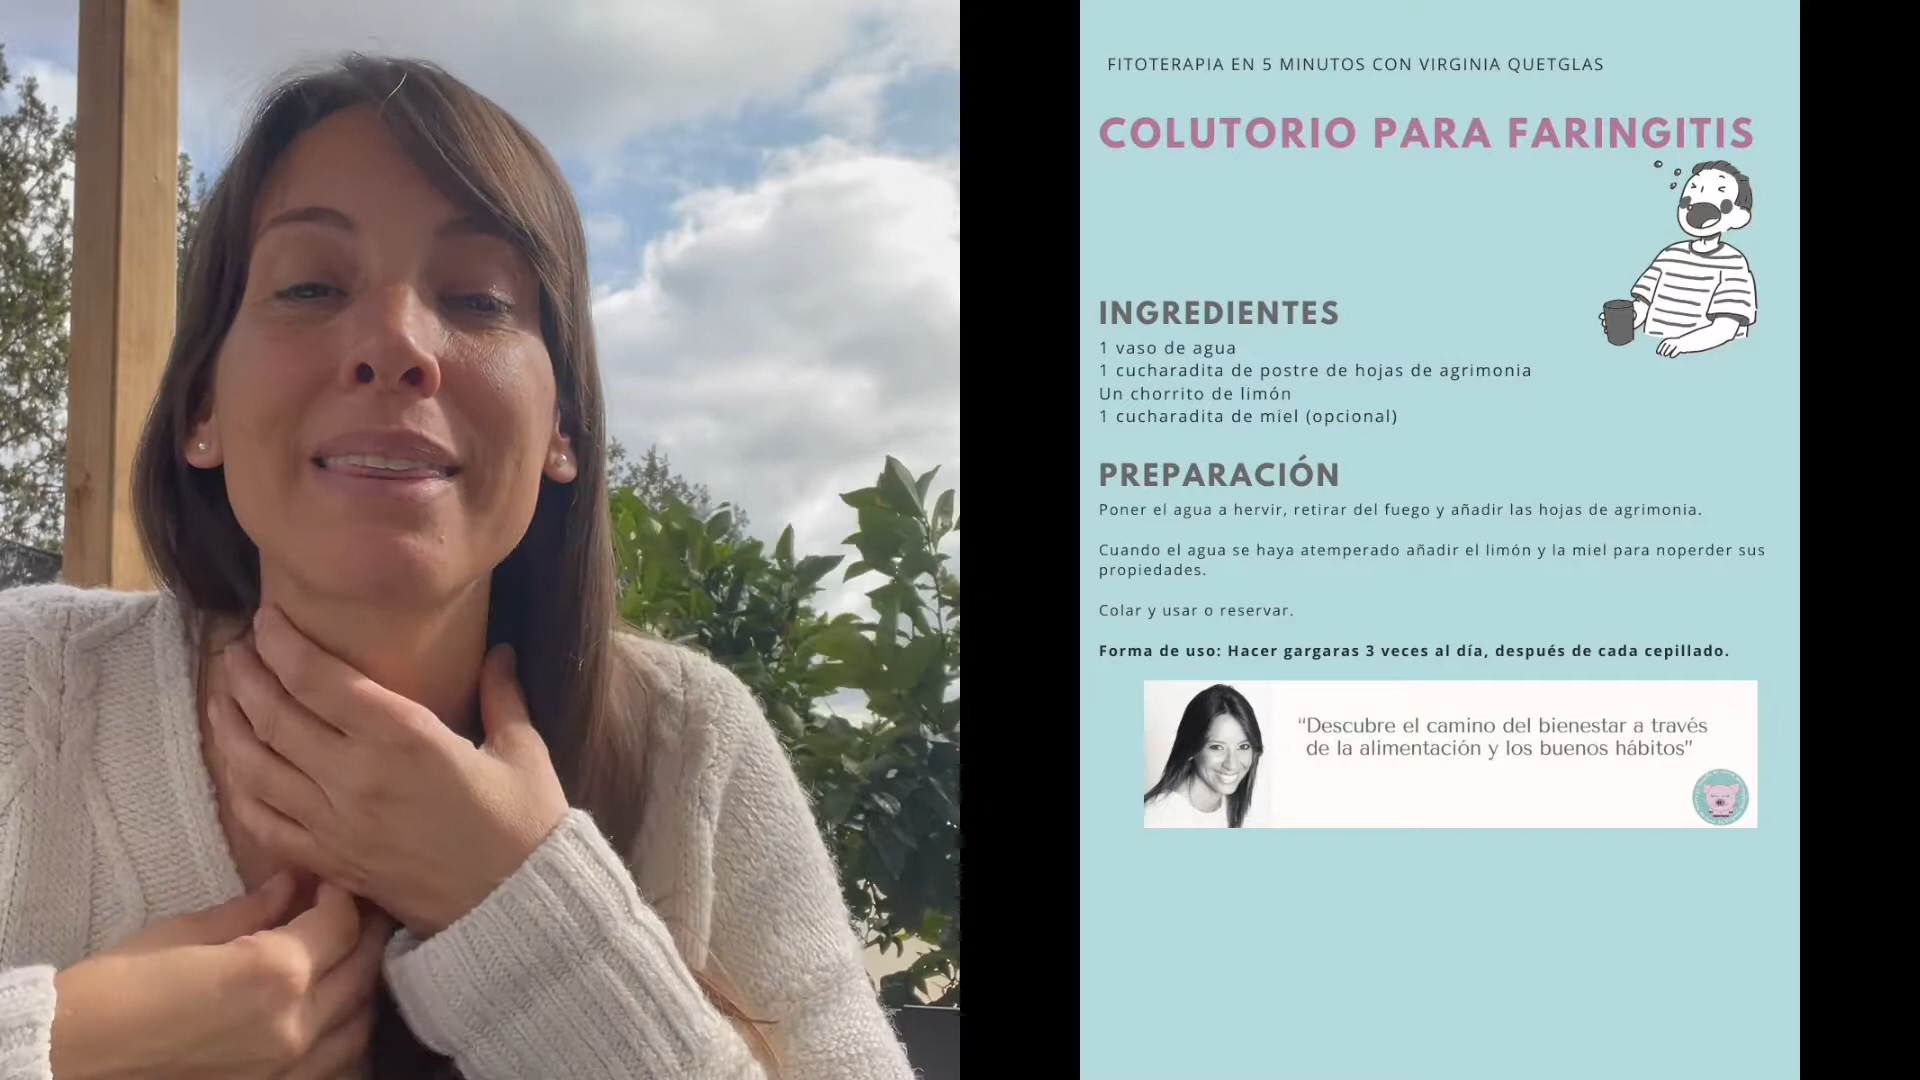 FITOTERAPIA EN 5 MINUTOS CON VIRGINIA QUETGLAS
COLUTORIO PARA FARINGITIS
INGREDIENTES
1 vaso de agua
1 cucharadita de postre de hojas de agrimonia
Un chorrito de limón
1 cucharadita de miel (opcional)
PREPARACIÓN
Poner el agua a hervir, retirar del fuego y añadir las hojas de agrimonia.
Cuando el agua se haya atemperado añadir el limón y la miel para noperder sus
propiedades.
Colar y usar o reservar.
Forma de uso: Hacer gargaras 3 veces al día, después de cada cepillado.
“Descubre el camino del bienestar a través
de la alimentación y los buenos hábitos”